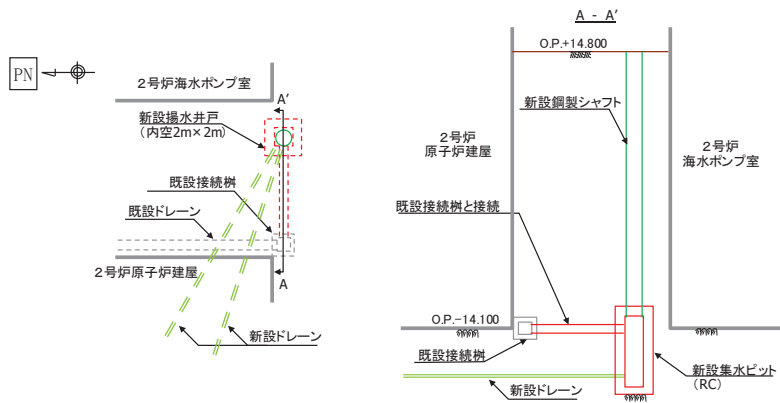 PN
2号炉海水ポンプ室
A'
新設揚水井戸
(内空2m×2m)
既設接続桝
既設ドレーン
2号炉原子炉建屋
A
新設ドレーン
A - A'
O.P.+14.800
新設鋼製シャフト
2号炉
原子炉建屋
2号炉
海水ポンプ室
既設接続桝と接続
O.P.-14.100
既設接続桝
新設ドレーン
新設集水ピット
(RC)